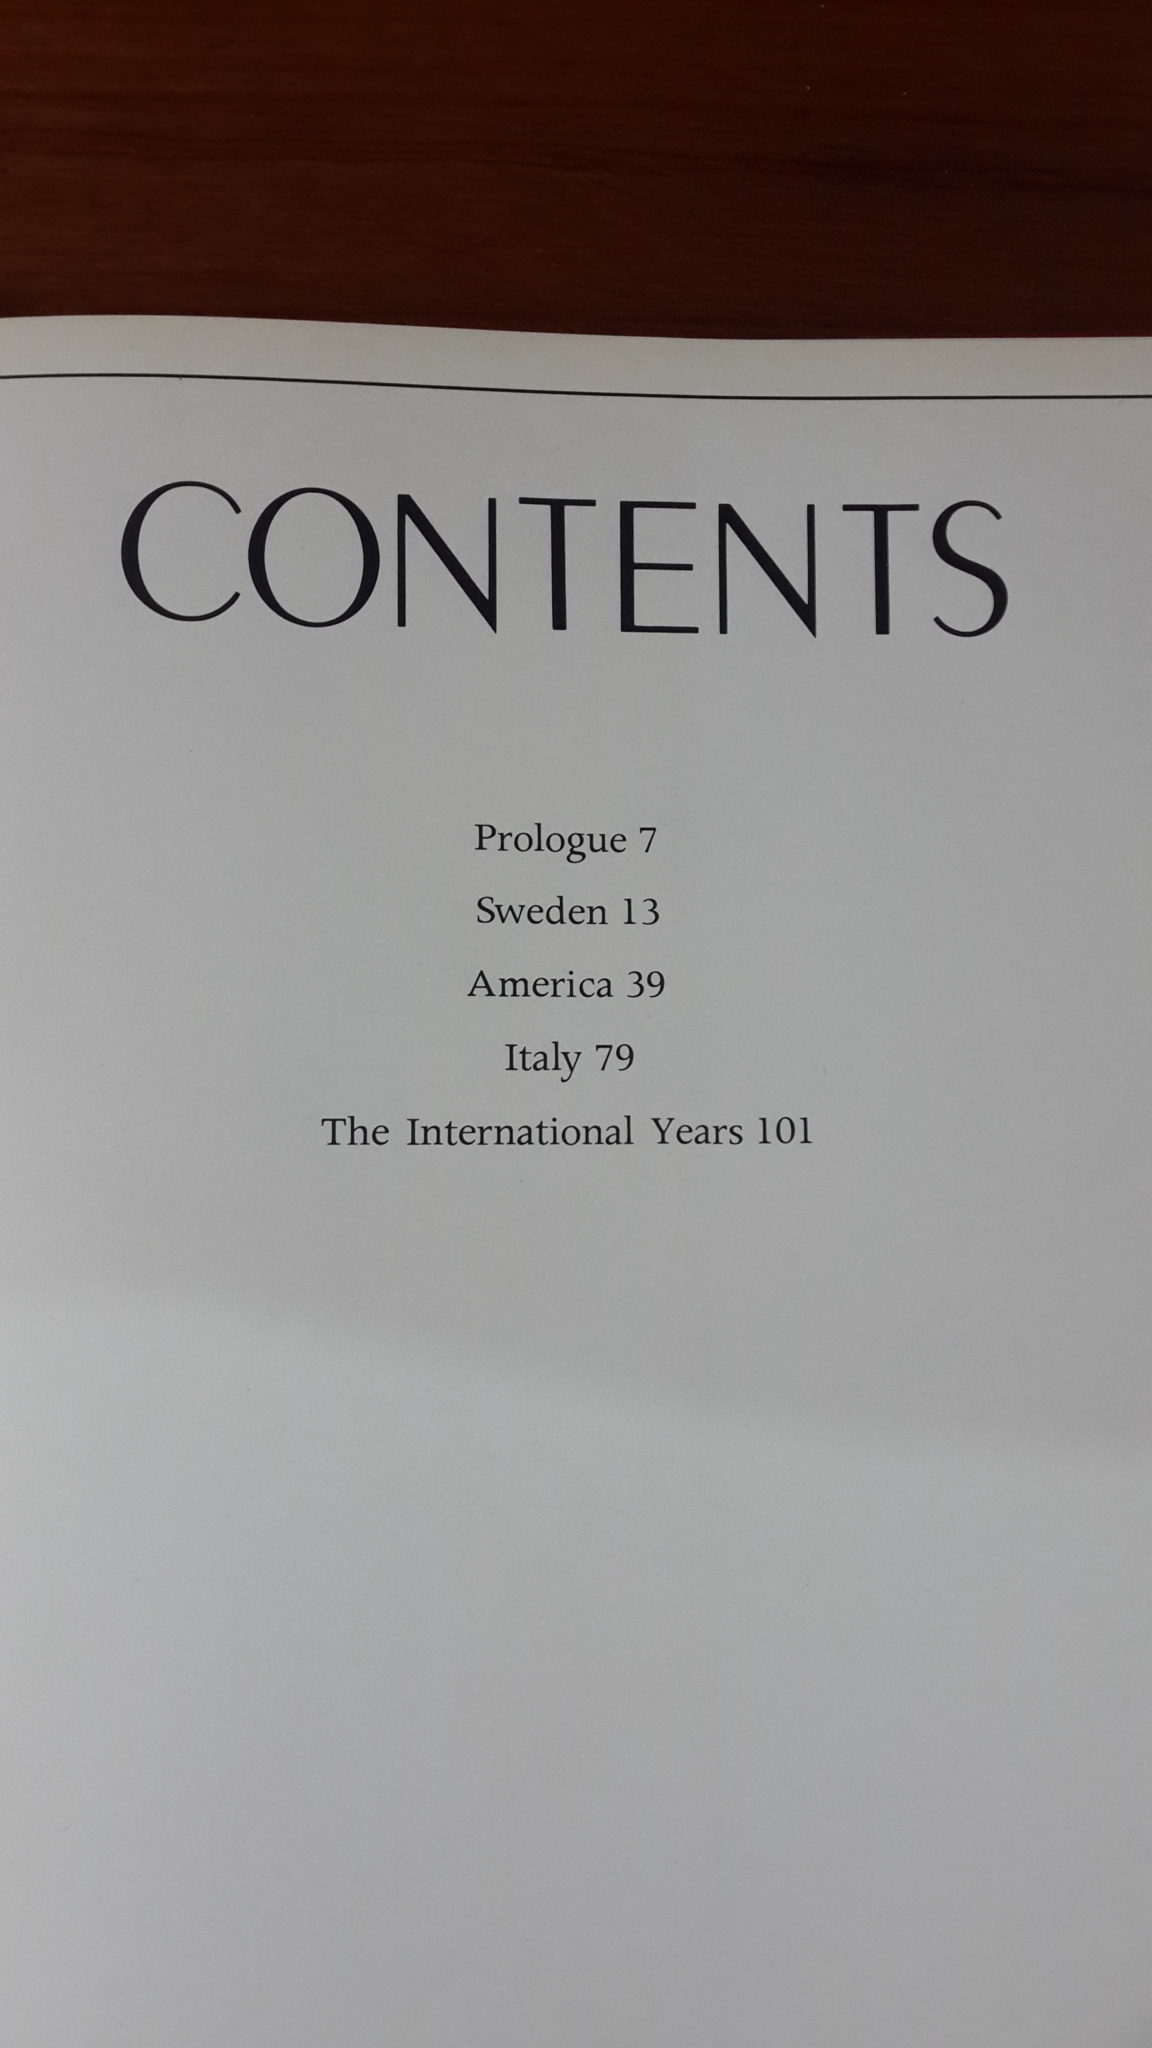 CONTENTS
Prologue 7
Sweden 13
America 39
Italy 79
The International Years 101